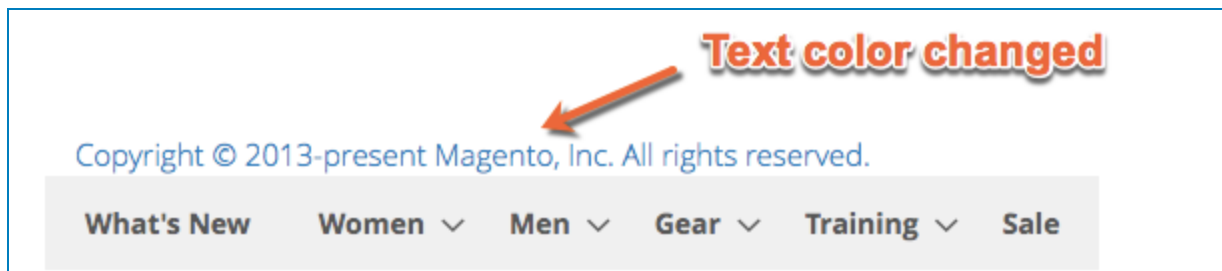 Text color changed
Copyright © 2013-present Magento, Inc. All rights reserved.
What's New Women Men Gear Training Sale